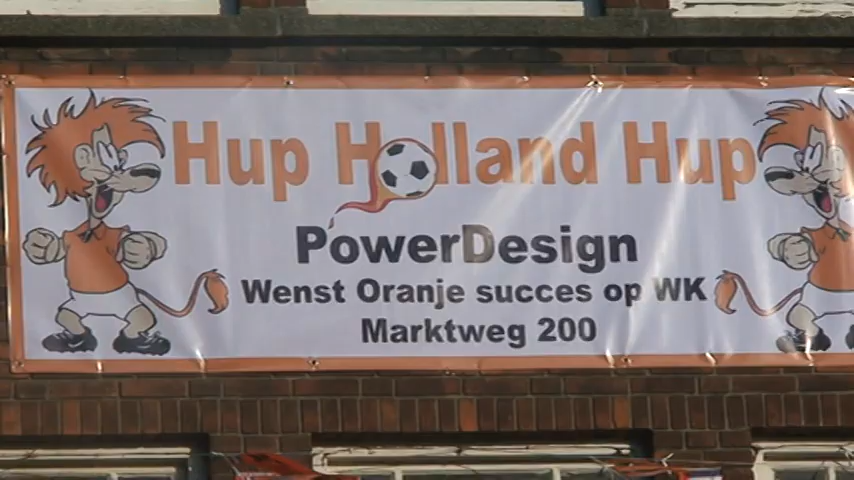 Hup Holland Hup
PowerDesign
Wenst Oranje succes op WK
Marktweg 200